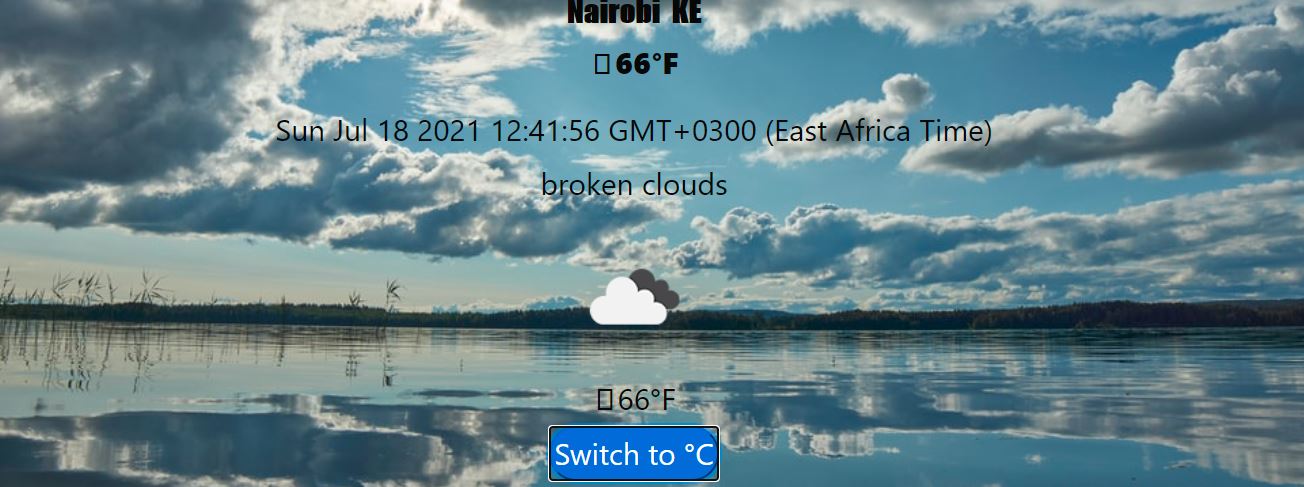 Nairobi KE
▯66°F
Sun Jul 18 2021 12:41:56 GMT+0300 (East Africa Time)
broken clouds
▯66°F
Switch to °C